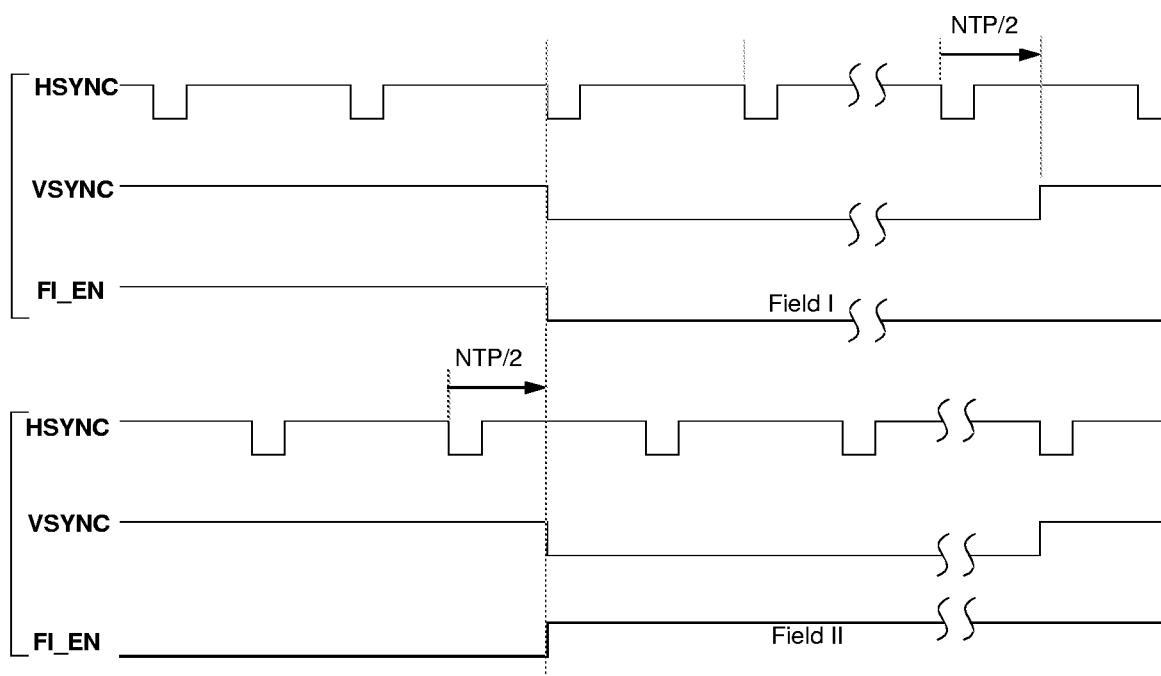 NTP/2
HSYNC
VSYNC
FI_EN
Field I
NTP/2
HSYNC
VSYNC
Field II
FI_EN